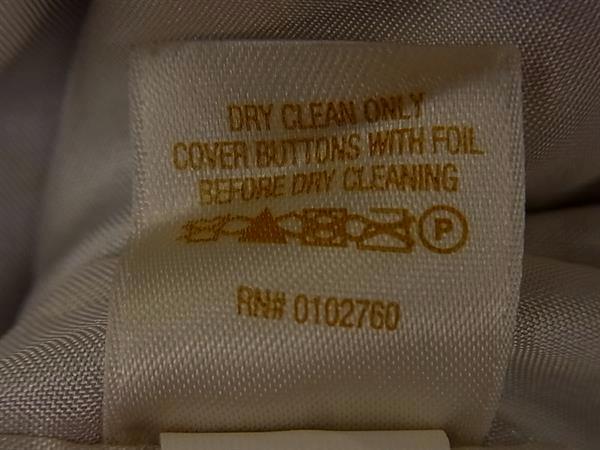 DRY CLEAN ONLY
COVER BUTTONS WITH FOIL
BEFORE DRY CLEANING
P
RN# 0102760